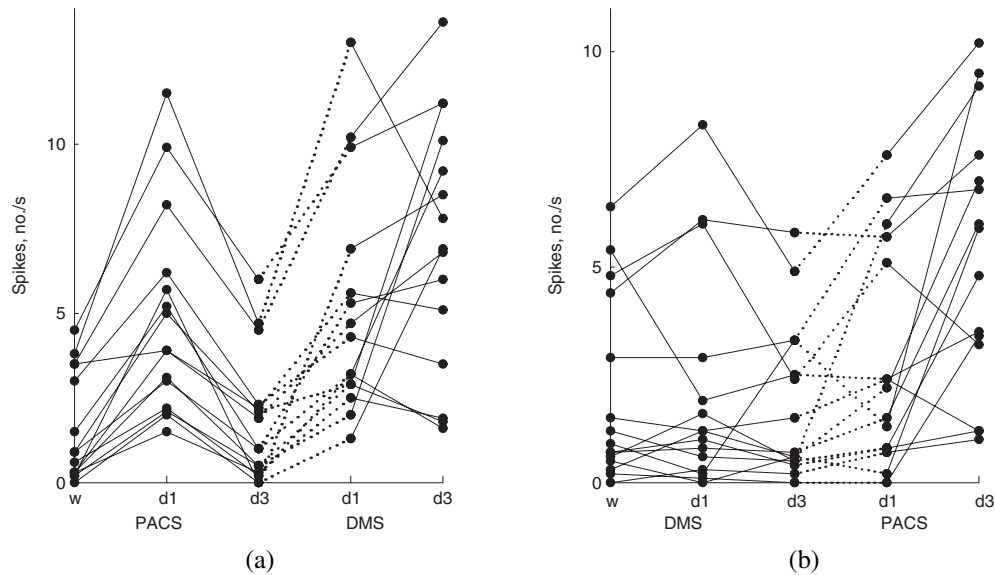 Spikes, no./s
10
5
0
w d1 d3 d1 d3
PACS DMS
(a)
Spikes, no./s
10
5
0
w d1 d3 d1 d3
DMS PACS
(b)